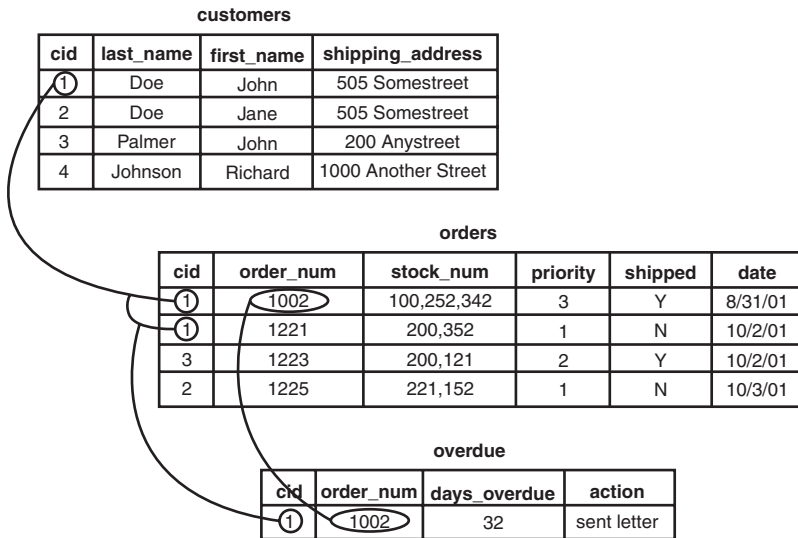 customers
cid last_name first_name shipping_address
1 Doe John 505 Somestreet
2 Doe Jane 505 Somestreet
3 Palmer John 200 Anystreet
4 Johnson Richard 1000 Another Street
orders
cid order_num stock_num priority shipped date
1 1002 100,252,342 3 Y 8/31/01
1 1221 200,352 1 N 10/2/01
3 1223 200,121 2 Y 10/2/01
2 1225 221,152 1 N 10/3/01
overdue
cid order_num days_overdue action
1 1002 32 sent letter